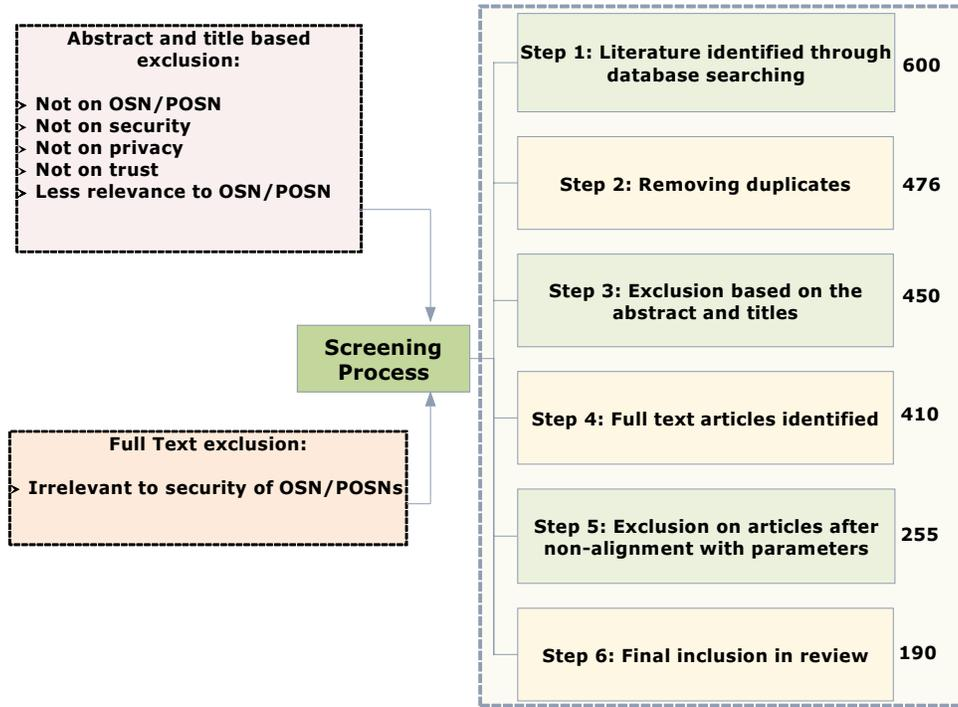 Abstract and title based
exclusion:
➢ Not on OSN/POSN
➢ Not on security
➢ Not on privacy
➢ Not on trust
➢ Less relevance to OSN/POSN
Screening
Process
Full Text exclusion:
➢ Irrelevant to security of OSN/POSNs
Step 1: Literature identified through
database searching
600
Step 2: Removing duplicates
476
Step 3: Exclusion based on the
abstract and titles
450
Step 4: Full text articles identified
410
Step 5: Exclusion on articles after
non-alignment with parameters
255
Step 6: Final inclusion in review
190